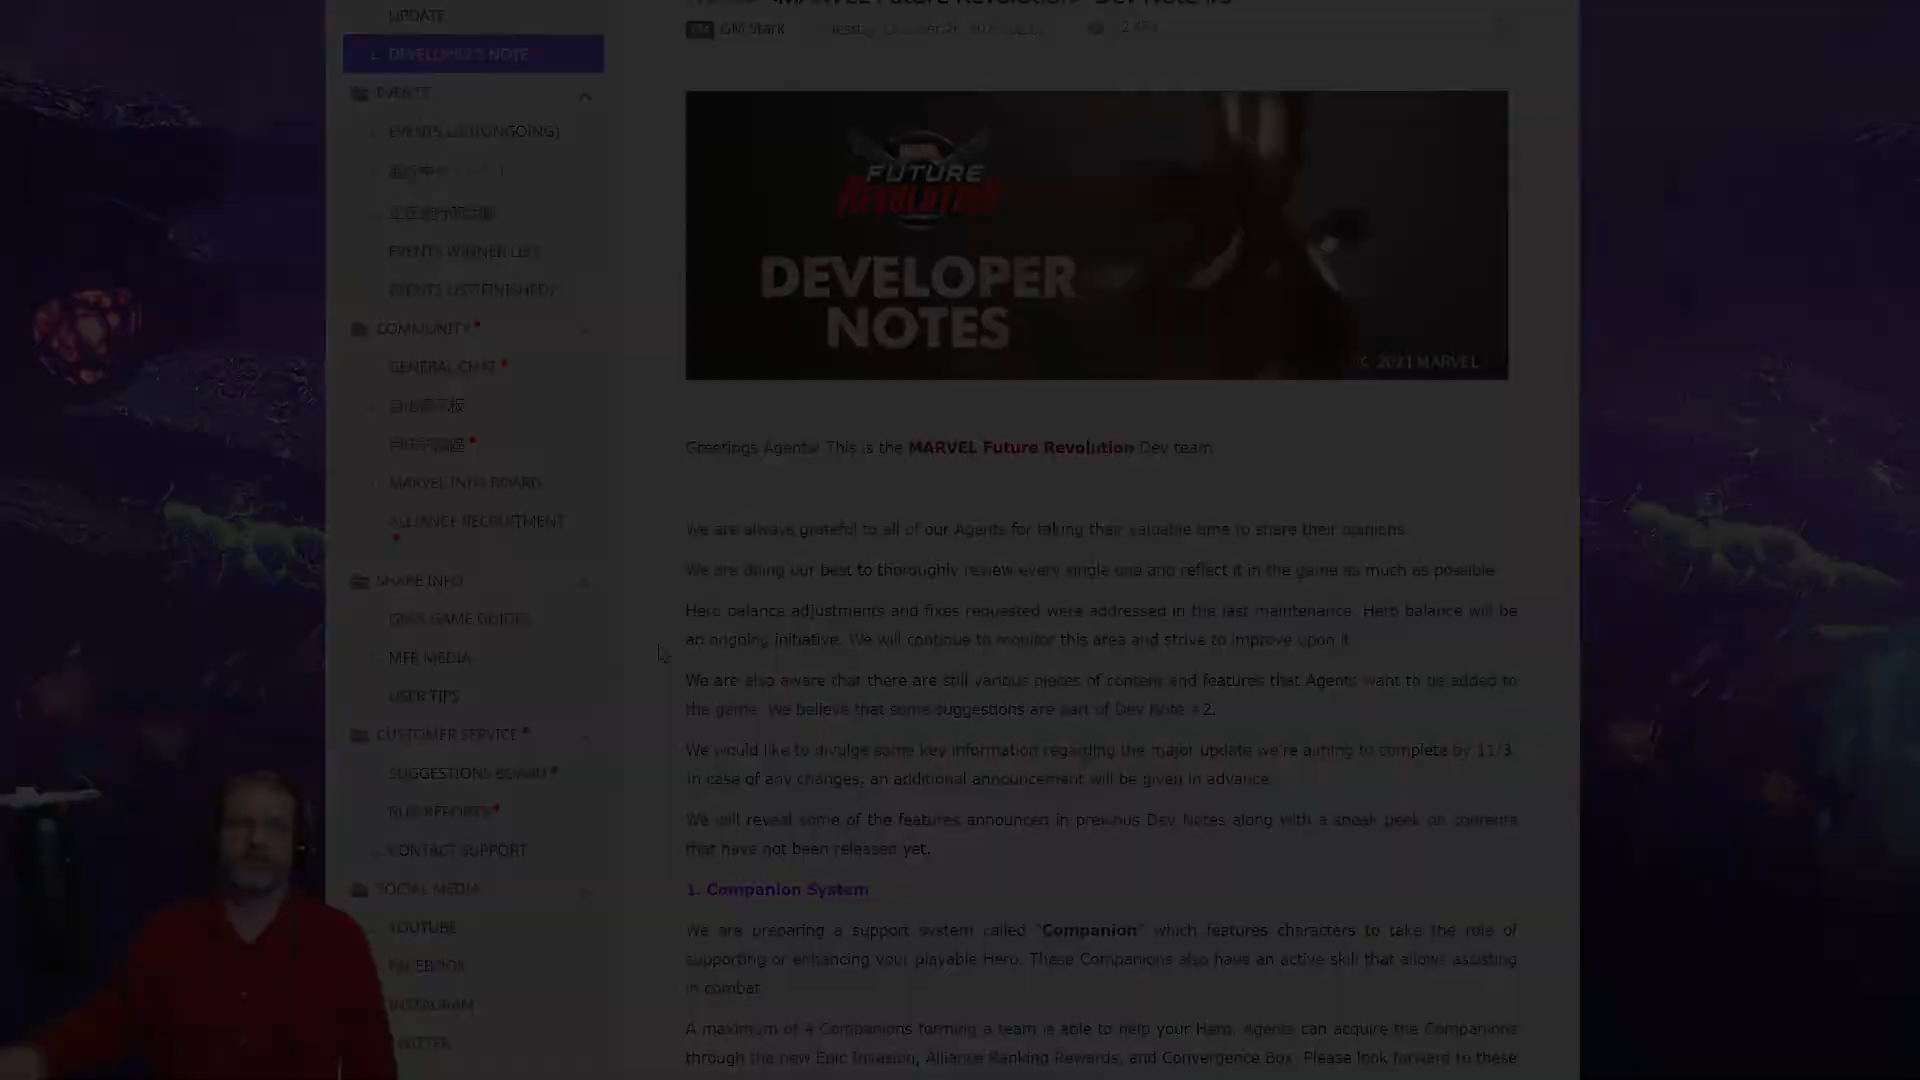 UPDATE
DEVELOPER'S NOTE
EVENTS
EVENTS LIST(ONGOING)
EVENTS WINNER LIST
EVENTS LIST(FINISHED)
COMMUNITY
GENERAL CHAT
MARVEL INFO BOARD
ALLIANCE RECRUITMENT
SHARE INFO
GM'S GAME GUIDES
MFR MEDIA
USER TIPS
CUSTOMER SERVICE
SUGGESTIONS BOARD
BUG REPORTS
CONTACT SUPPORT
SOCIAL MEDIA
YOUTUBE
FACEBOOK
INSTAGRAM
TWITTER
MARVEL Future Revolution
GM Stark
MARVEL
FUTURE
REVOLUTION
DEVELOPER
NOTES
© 2021 MARVEL
Greetings Agents! This is the MARVEL Future Revolution Dev team
We are always grateful to all of our Agents for taking their valuable time to share their opinions.
We are doing our best to thoroughly review every single one and reflect it in the game as much as possible.
Hero balance adjustments and fixes requested were addressed in the last maintenance. Hero balance will be
an ongoing initiative. We will continue to monitor this area and strive to improve upon it.
We are also aware that there are still various pieces of content and features that Agents want to be added to
the game. We believe that some suggestions are part of Dev Note #2.
We would like to divulge some key information regarding the major update we're aiming to complete by 11/3.
In case of any changes, an additional announcement will be given in advance.
We will reveal some of the features announced in previous Dev Notes along with a sneak peek on contents
that have not been released yet.
1. Companion System
We are preparing a support system called "Companion" which features characters to take the role of
supporting or enhancing your playable Hero. These Companions also have an active skill that allows assisting
in combat.
A maximum of 4 Companions forming a team is able to help your Hero. Agents can acquire the Companions
through the new Epic Invasion, Alliance Ranking Rewards, and Convergence Box. Please look forward to these